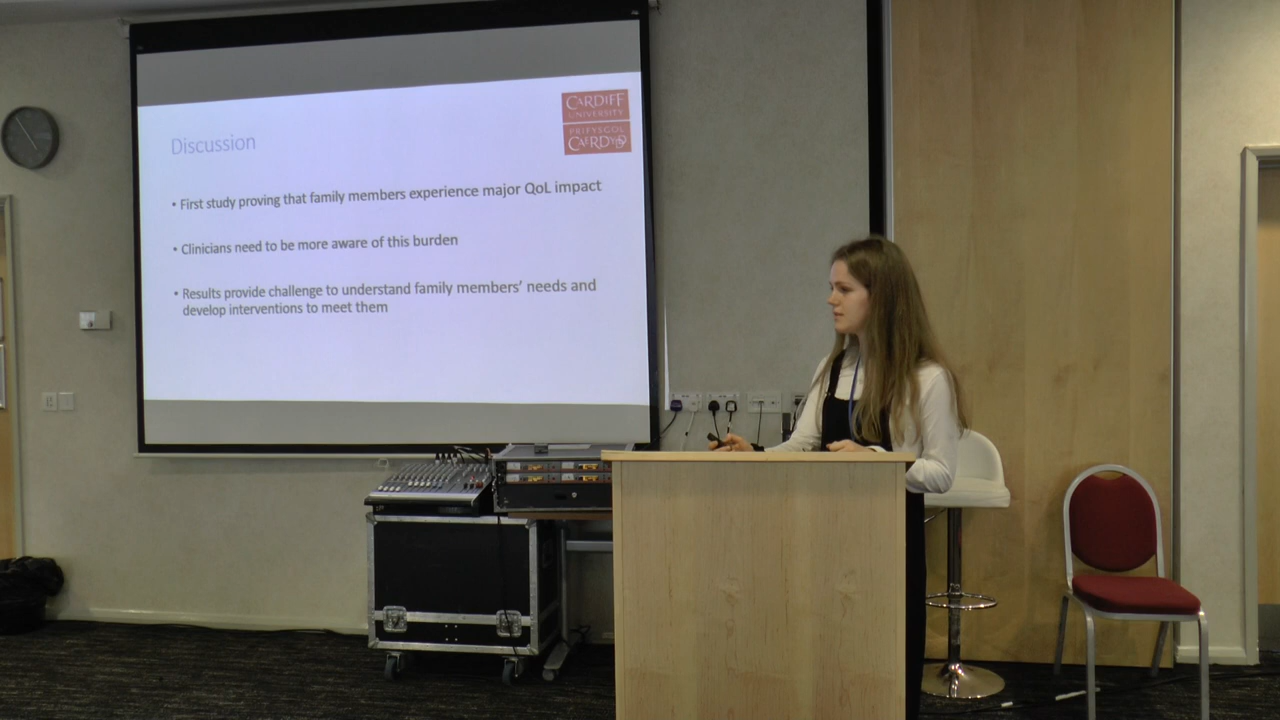 Discussion
CARDIFF
UNIVERSITY
PRIFYSGOL
CAERDYDD
• First study proving that family members experience major QoL impact
• Clinicians need to be more aware of this burden
• Results provide challenge to understand family members' needs and
develop interventions to meet them